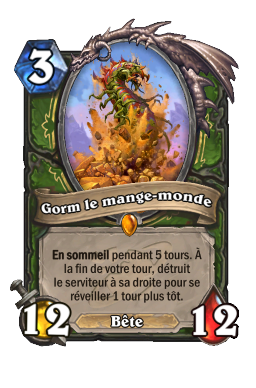 3
Gorm le mange-monde
En sommeil pendant 5 tours. À
la fin de votre tour, détruit
le serviteur à sa droite pour se
réveiller 1 tour plus tôt.
12
Bête
12